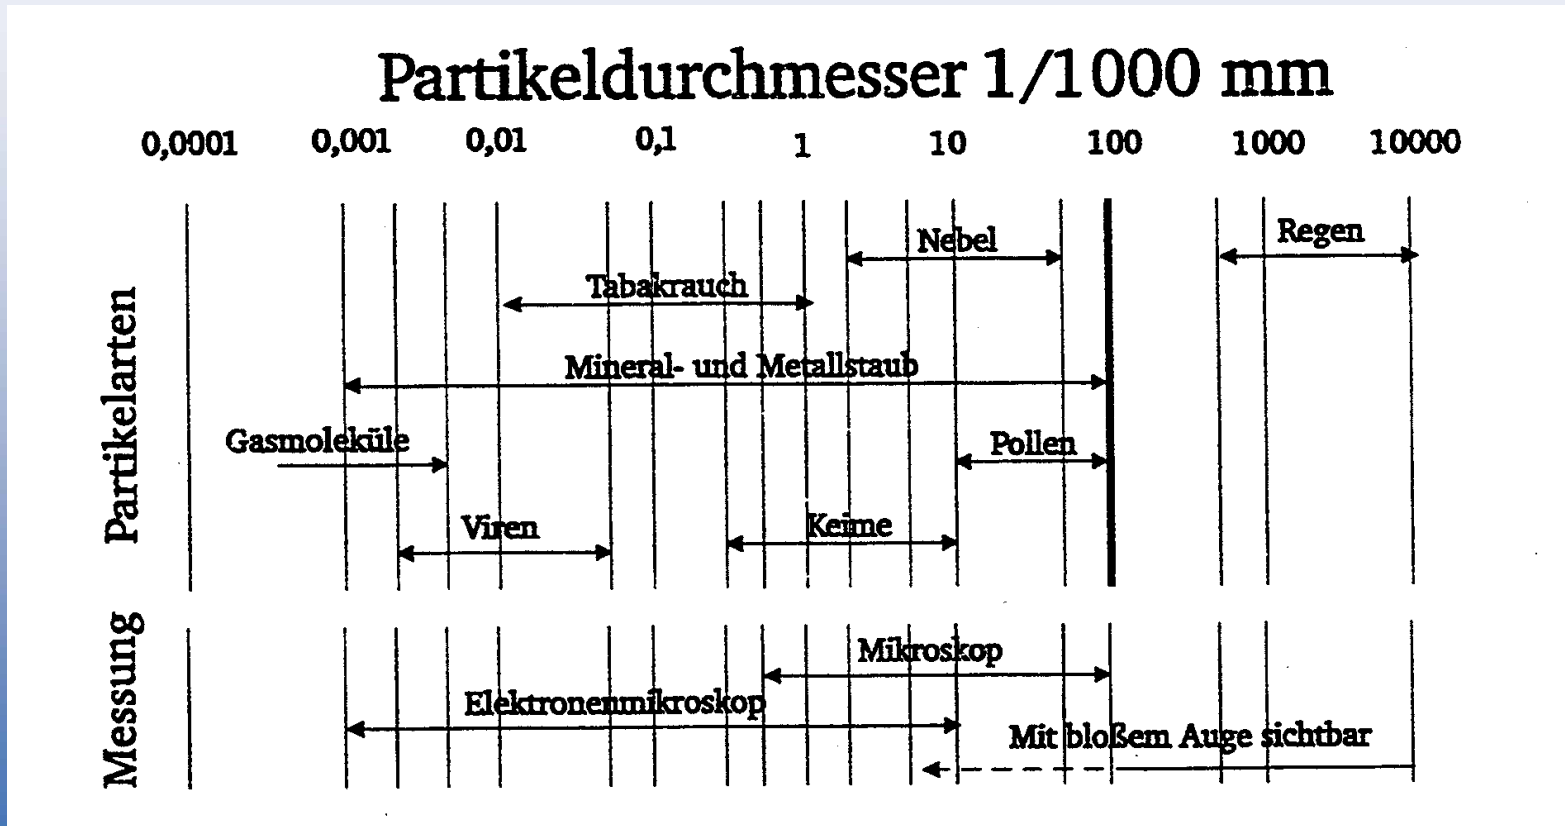 Partikeldurchmesser 1/1000 mm
0,0001 0,001 0,01 0,1 1 10 100 1000 10000
Partikelarten
Nebel
Regen
Tabakrauch
Mineral- und Metallstaub
Gasmoleküle
Pollen
Viren
Keime
Messung
Mikroskop
Elektronenmikroskop
Mit bloßem Auge sichtbar